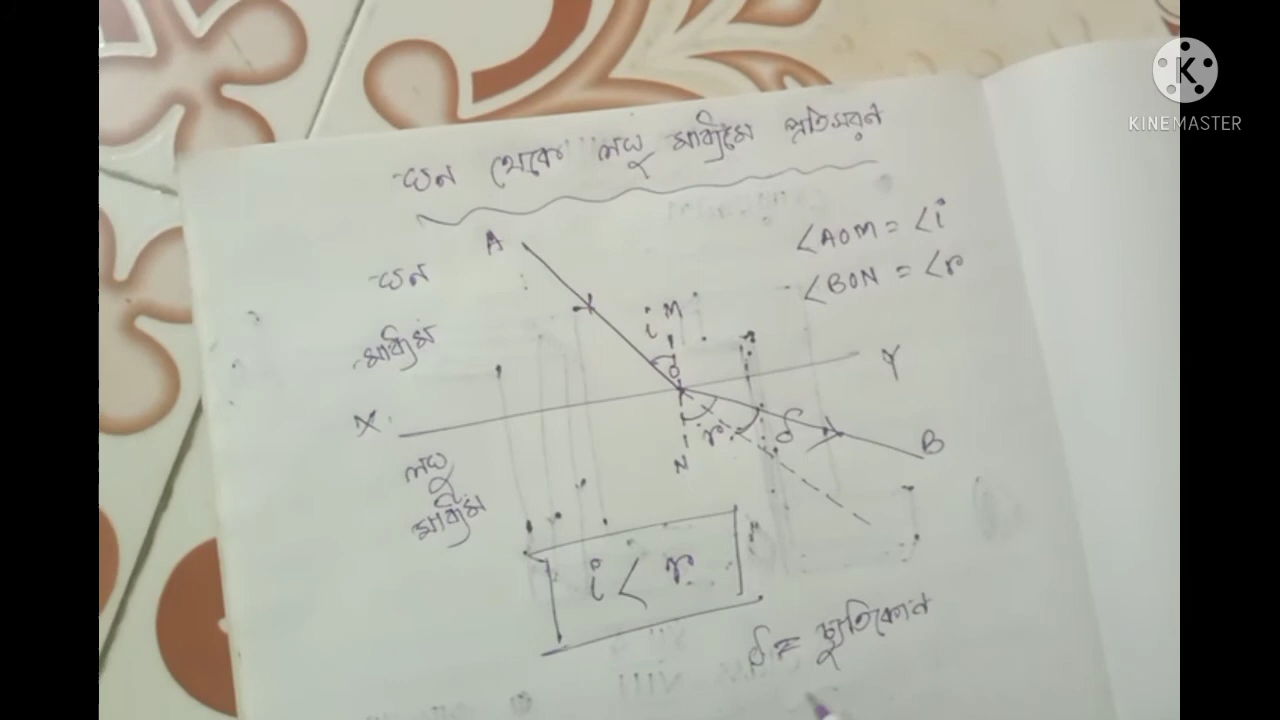 ঘন থেকে লঘু মাধ্যমে প্রতিসরণ
∠AOM = ∠i
∠BON = ∠r
A
ঘন
মাধ্যম
i M
O
X
Y
লঘু
মাধ্যম
r
δ
B
N
i < r
δ = চ্যুতিকোন
K
KINEMASTER